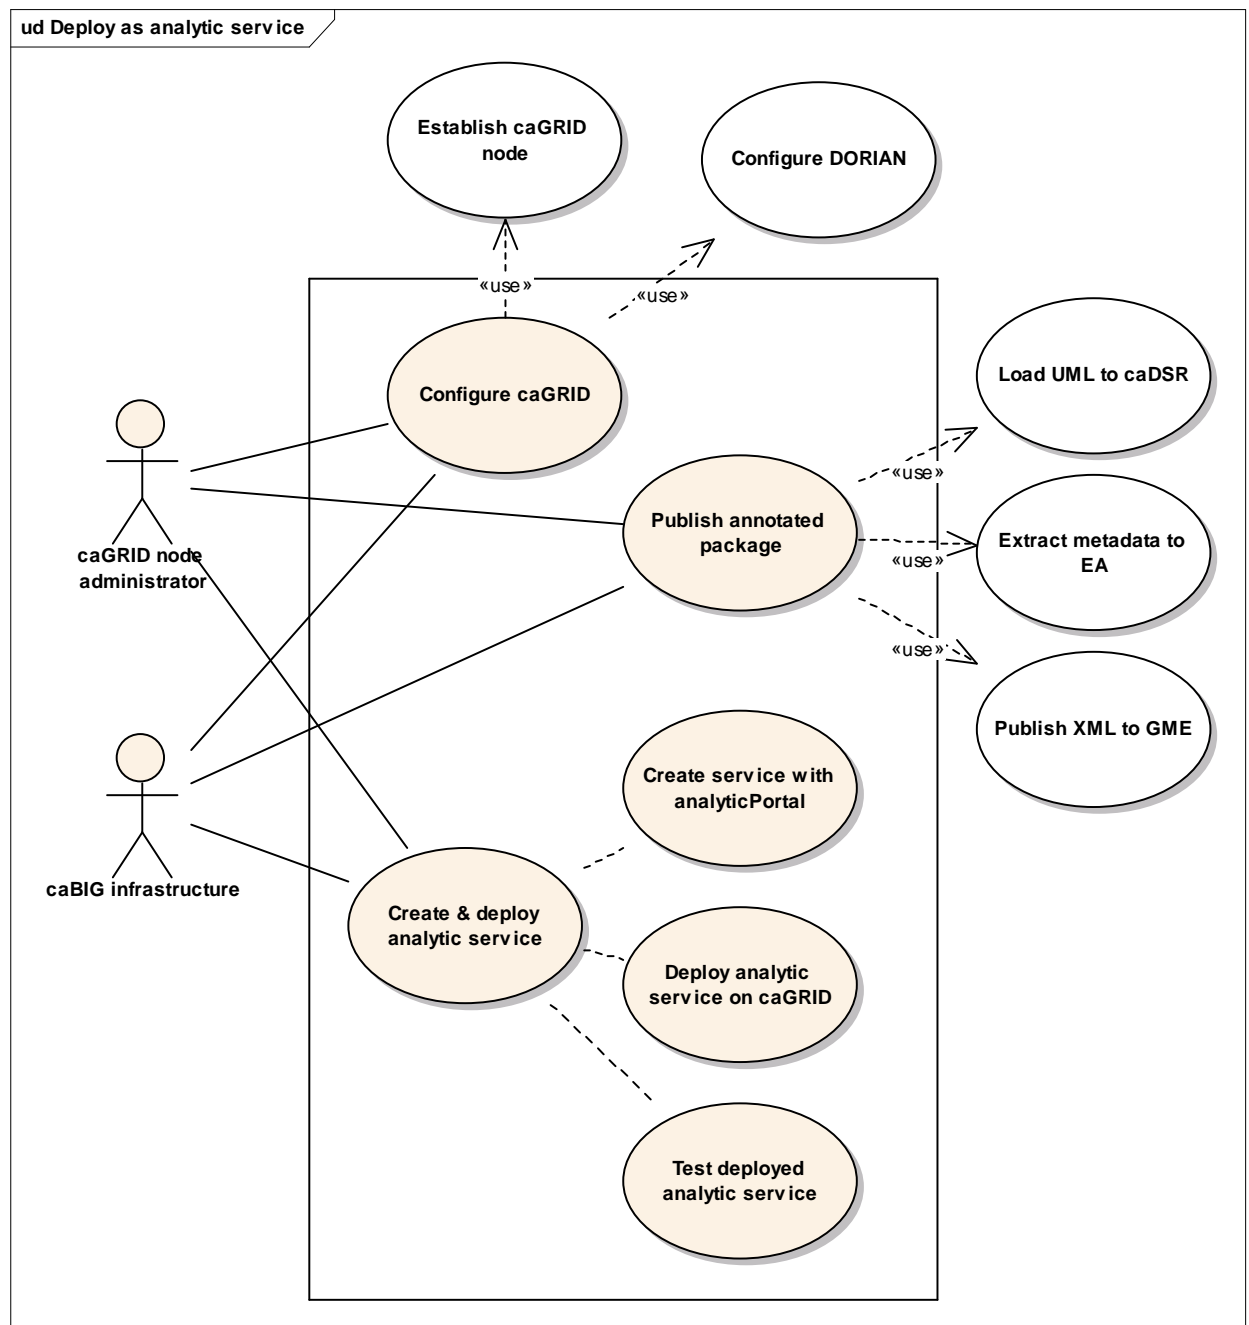 ud Deploy as analytic service
Establish caGRID
node
Configure DORIAN
«use»
«use»
Configure caGRID
Load UML to caDSR
«use»
Publish annotated
package
Extract metadata to
EA
«use»
caGRID node
administrator
«use»
Publish XML to GME
Create service with
analyticPortal
caBIG infrastructure
Create & deploy
analytic service
Deploy analytic
service on caGRID
Test deployed
analytic service